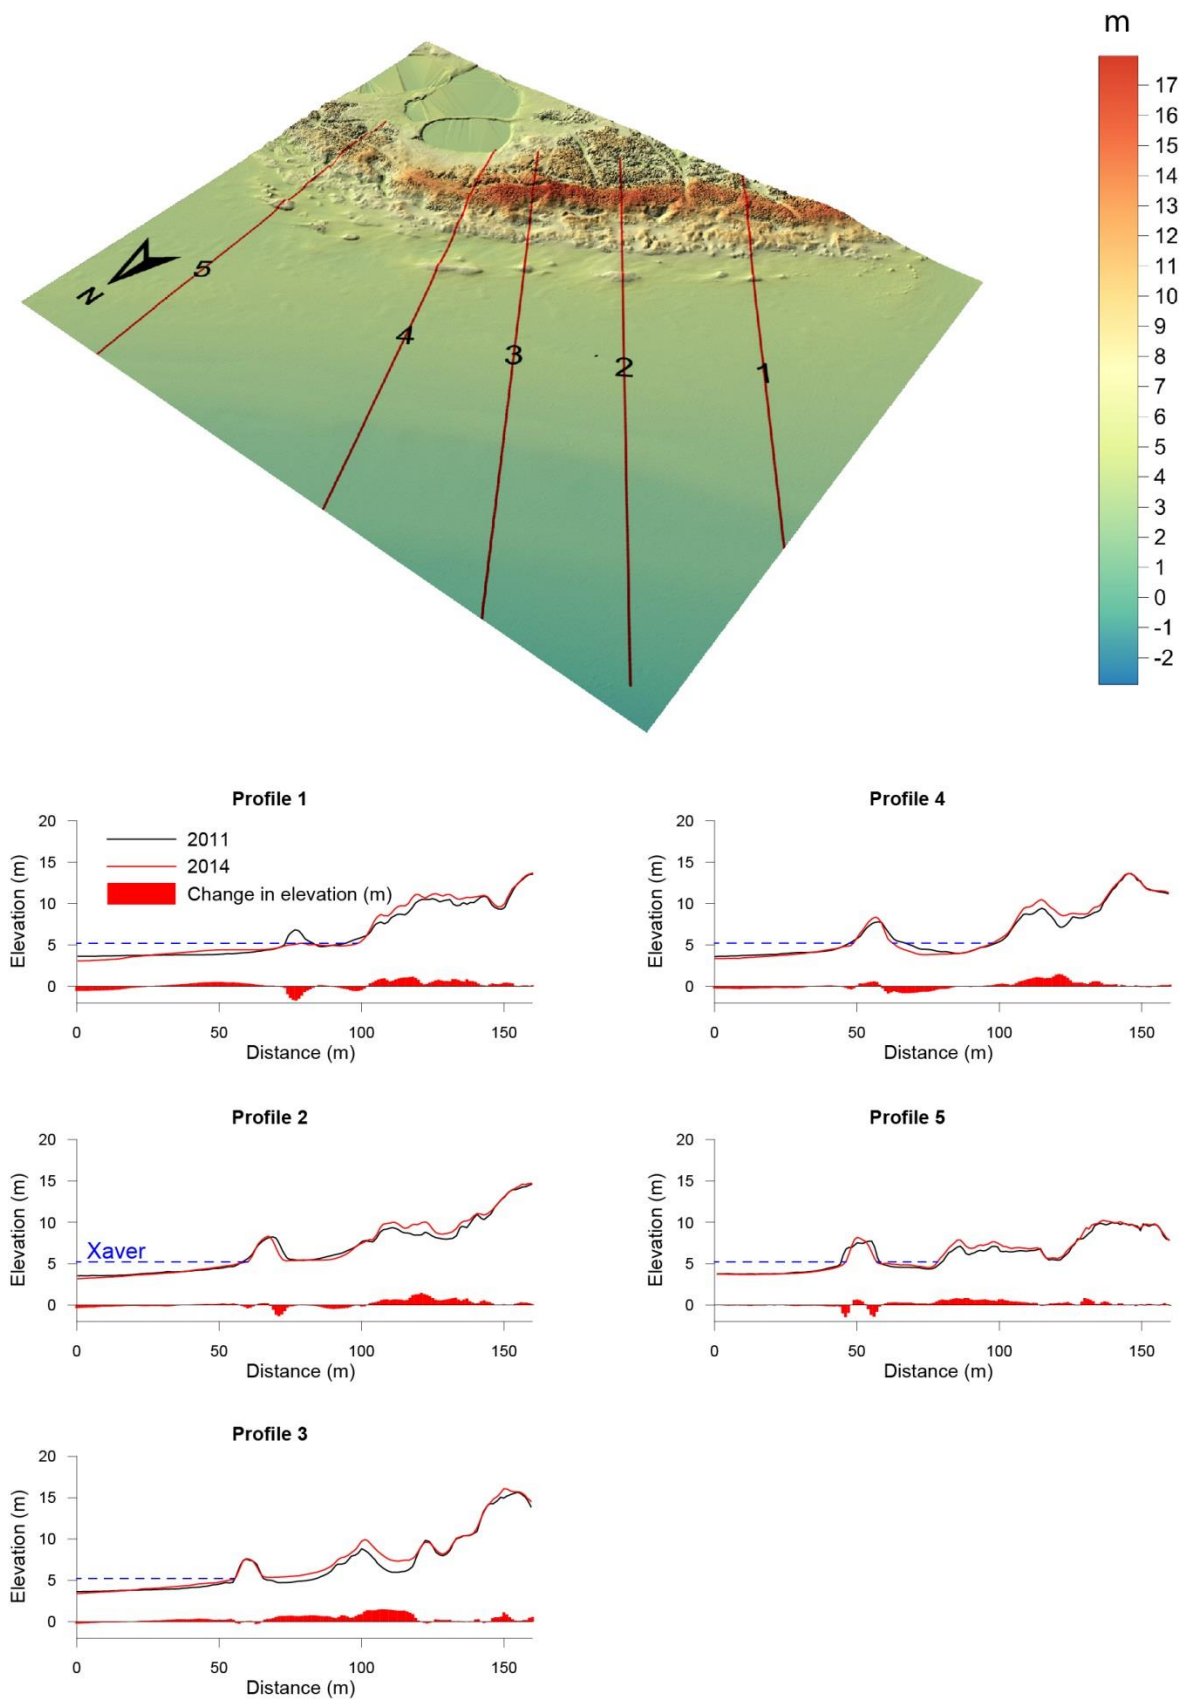 m
17
16
15
14
13
12
11
10
9
8
7
6
5
4
3
2
1
0
-1
-2
N
5
4
3
2
1
Profile 1
20
15
10
5
0
Elevation (m)
2011
2014
Change in elevation (m)
0 50 100 150
Distance (m)
Profile 4
20
15
10
5
0
Elevation (m)
0 50 100 150
Distance (m)
Profile 2
20
15
10
5
0
Elevation (m)
Xaver
0 50 100 150
Distance (m)
Profile 5
20
15
10
5
0
Elevation (m)
0 50 100 150
Distance (m)
Profile 3
20
15
10
5
0
Elevation (m)
0 50 100 150
Distance (m)